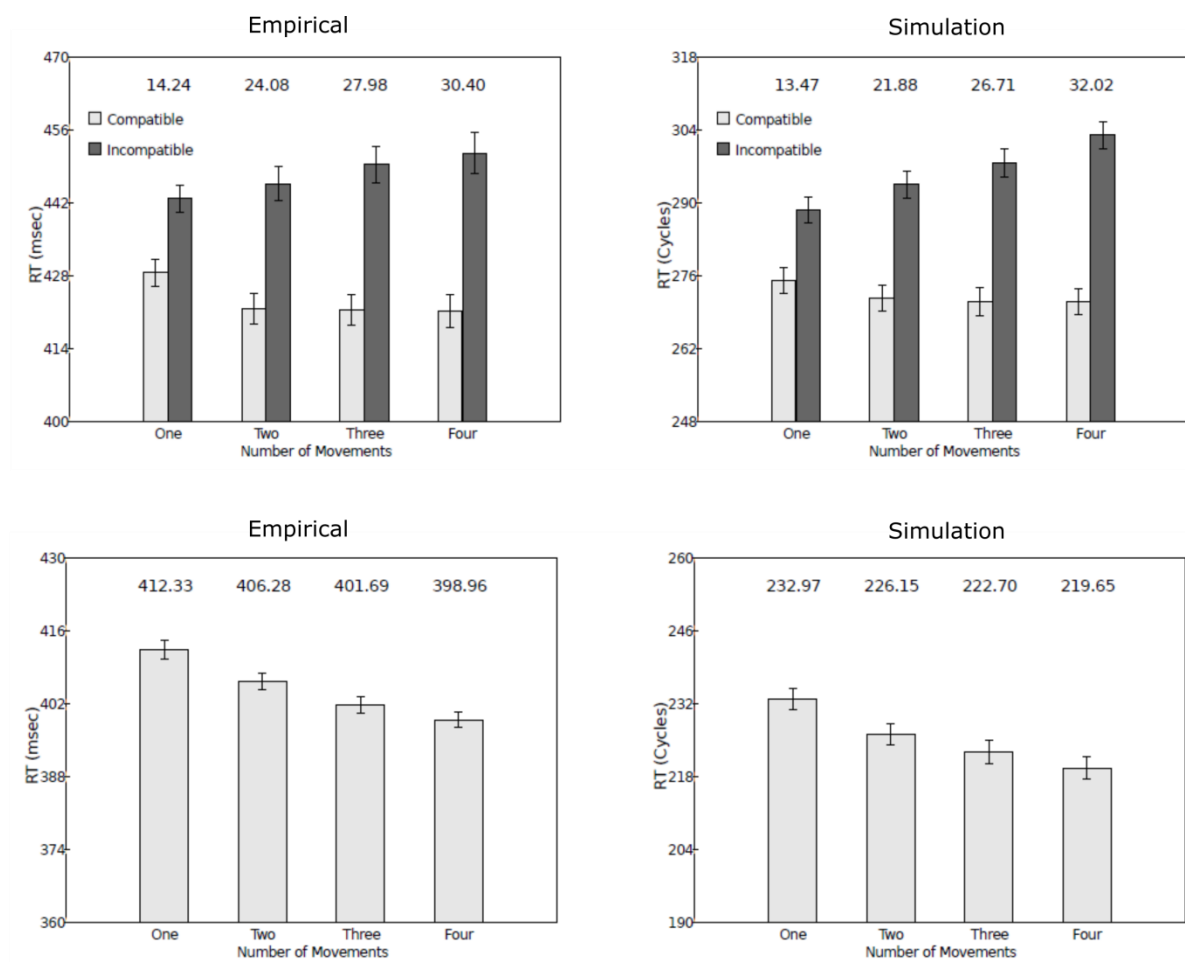 Empirical
470
456
442
428
414
400
RT (msec)
14.24 24.08 27.98 30.40
Compatible
Incompatible
One Two Three Four
Number of Movements
Simulation
318
304
290
276
262
248
RT (Cycles)
13.47 21.88 26.71 32.02
Compatible
Incompatible
One Two Three Four
Number of Movements
Empirical
430
416
402
388
374
360
RT (msec)
412.33 406.28 401.69 398.96
One Two Three Four
Number of Movements
Simulation
260
246
232
218
204
190
RT (Cycles)
232.97 226.15 222.70 219.65
One Two Three Four
Number of Movements